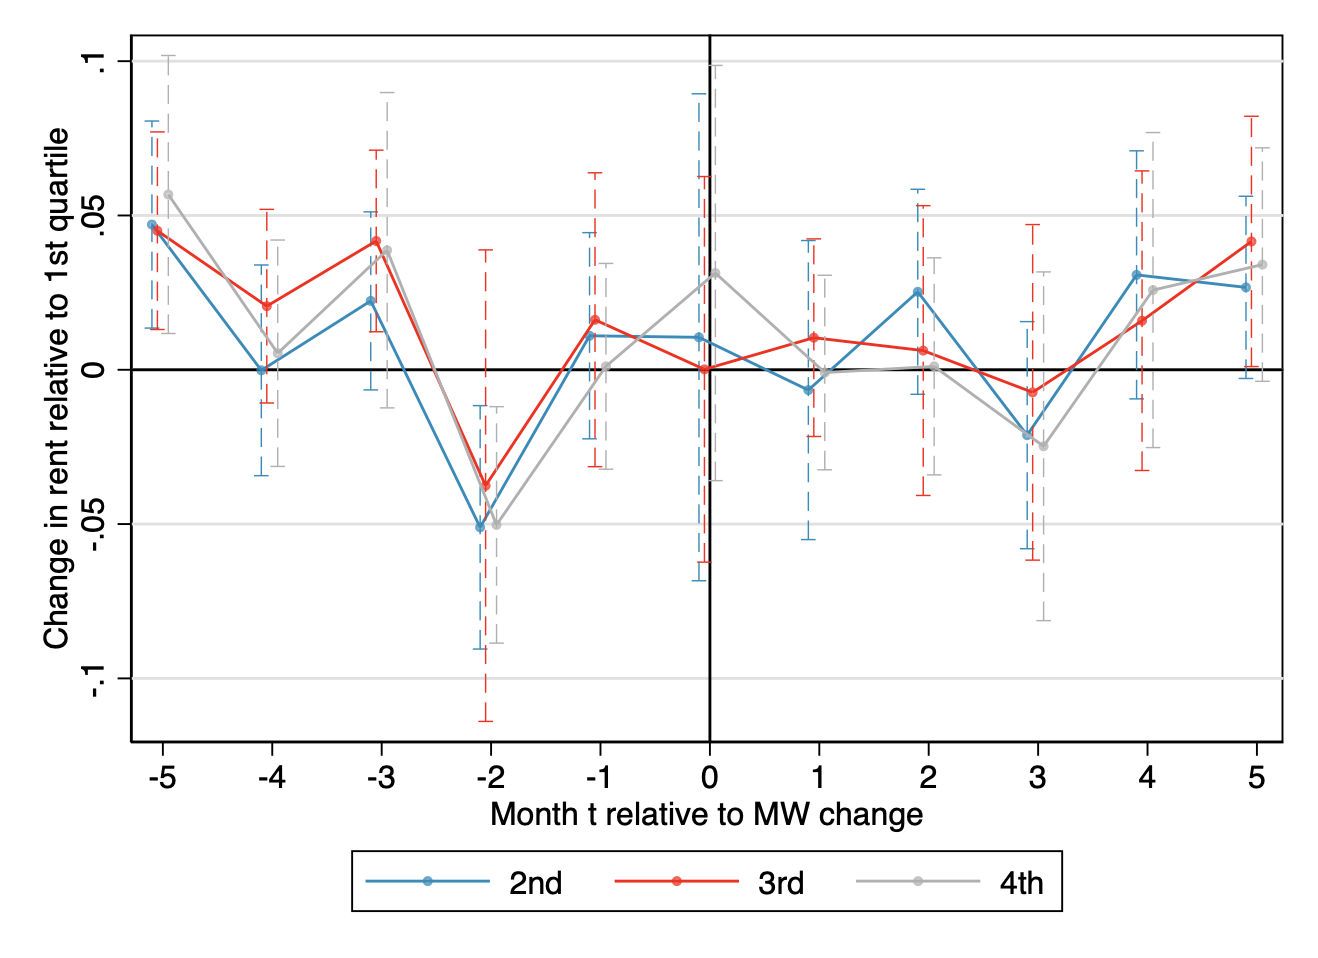 Change in rent relative to 1st quartile
.1
.05
0
-.05
-.1
-5 -4 -3 -2 -1 0 1 2 3 4 5
Month t relative to MW change
2nd 3rd 4th